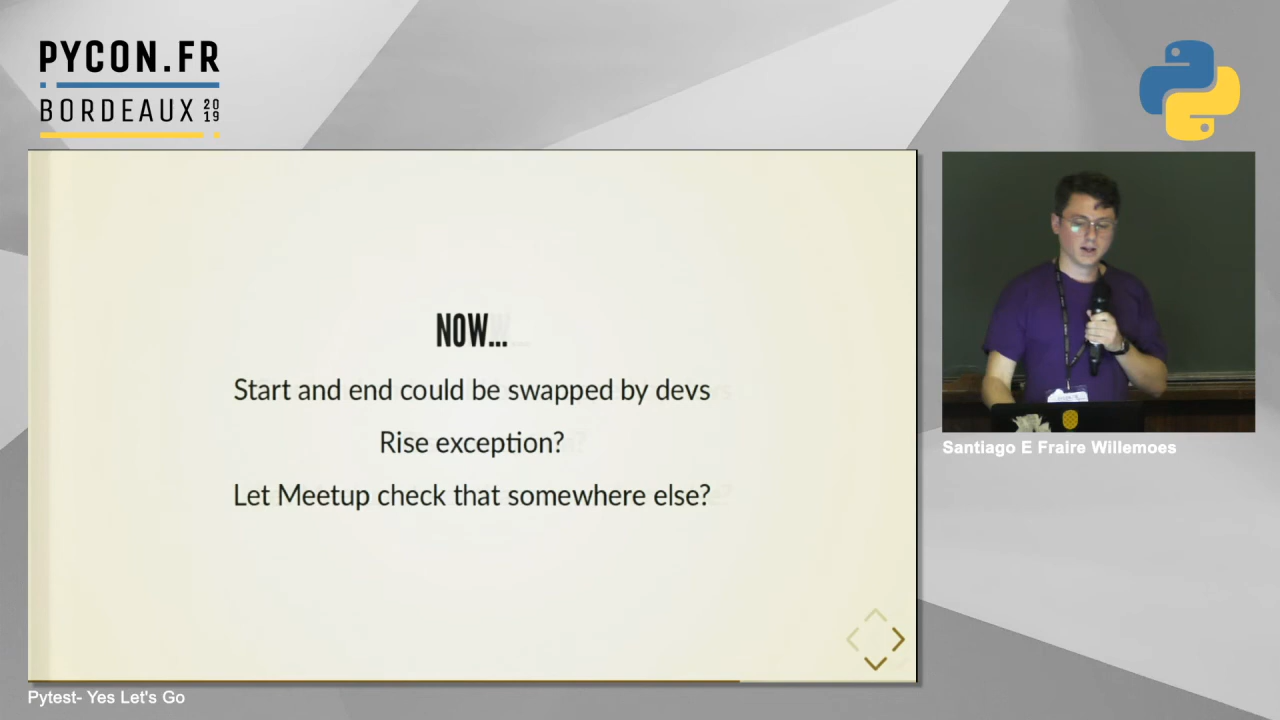 PYCON.FR
BORDEAUX 2019
NOW...
Start and end could be swapped by devs
Rise exception?
Let Meetup check that somewhere else?
Santiago E Fraire Willemoes
Pytest- Yes Let's Go